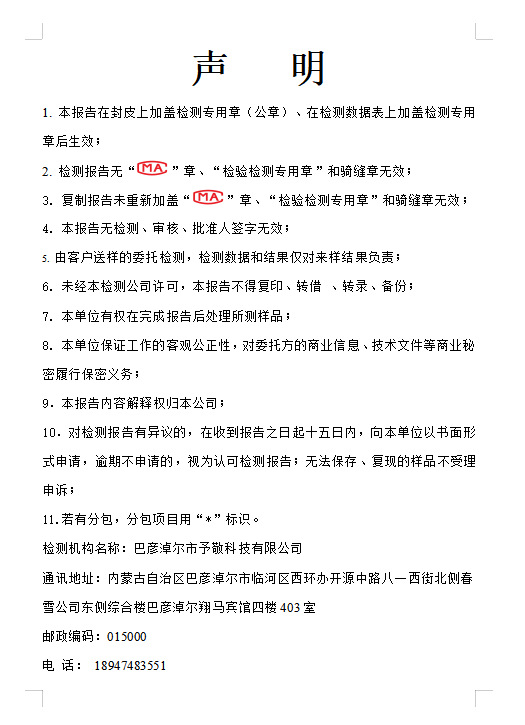 声 明
1. 本报告在封皮上加盖检测专用章（公章）、在检测数据表上加盖检测专用
章后生效；
2. 检测报告无“MA”章、“检验检测专用章”和骑缝章无效；
3．复制报告未重新加盖“MA”章、“检验检测专用章”和骑缝章无效；
4．本报告无检测、审核、批准人签字无效；
5. 由客户送样的委托检测，检测数据和结果仅对来样结果负责；
6．未经本检测公司许可，本报告不得复印、转借 、转录、备份；
7．本单位有权在完成报告后处理所测样品；
8．本单位保证工作的客观公正性，对委托方的商业信息、技术文件等商业秘
密履行保密义务；
9．本报告内容解释权归本公司；
10．对检测报告有异议的，在收到报告之日起十五日内，向本单位以书面形
式申请，逾期不申请的，视为认可检测报告；无法保存、复现的样品不受理
申诉；
11.若有分包，分包项目用“*”标识。
检测机构名称：巴彦淖尔市予敬科技有限公司
通讯地址：内蒙古自治区巴彦淖尔市临河区西环办开源中路八一西街北侧春
雪公司东侧综合楼巴彦淖尔翔马宾馆四楼 403 室
邮政编码：015000
电 话： 18947483551